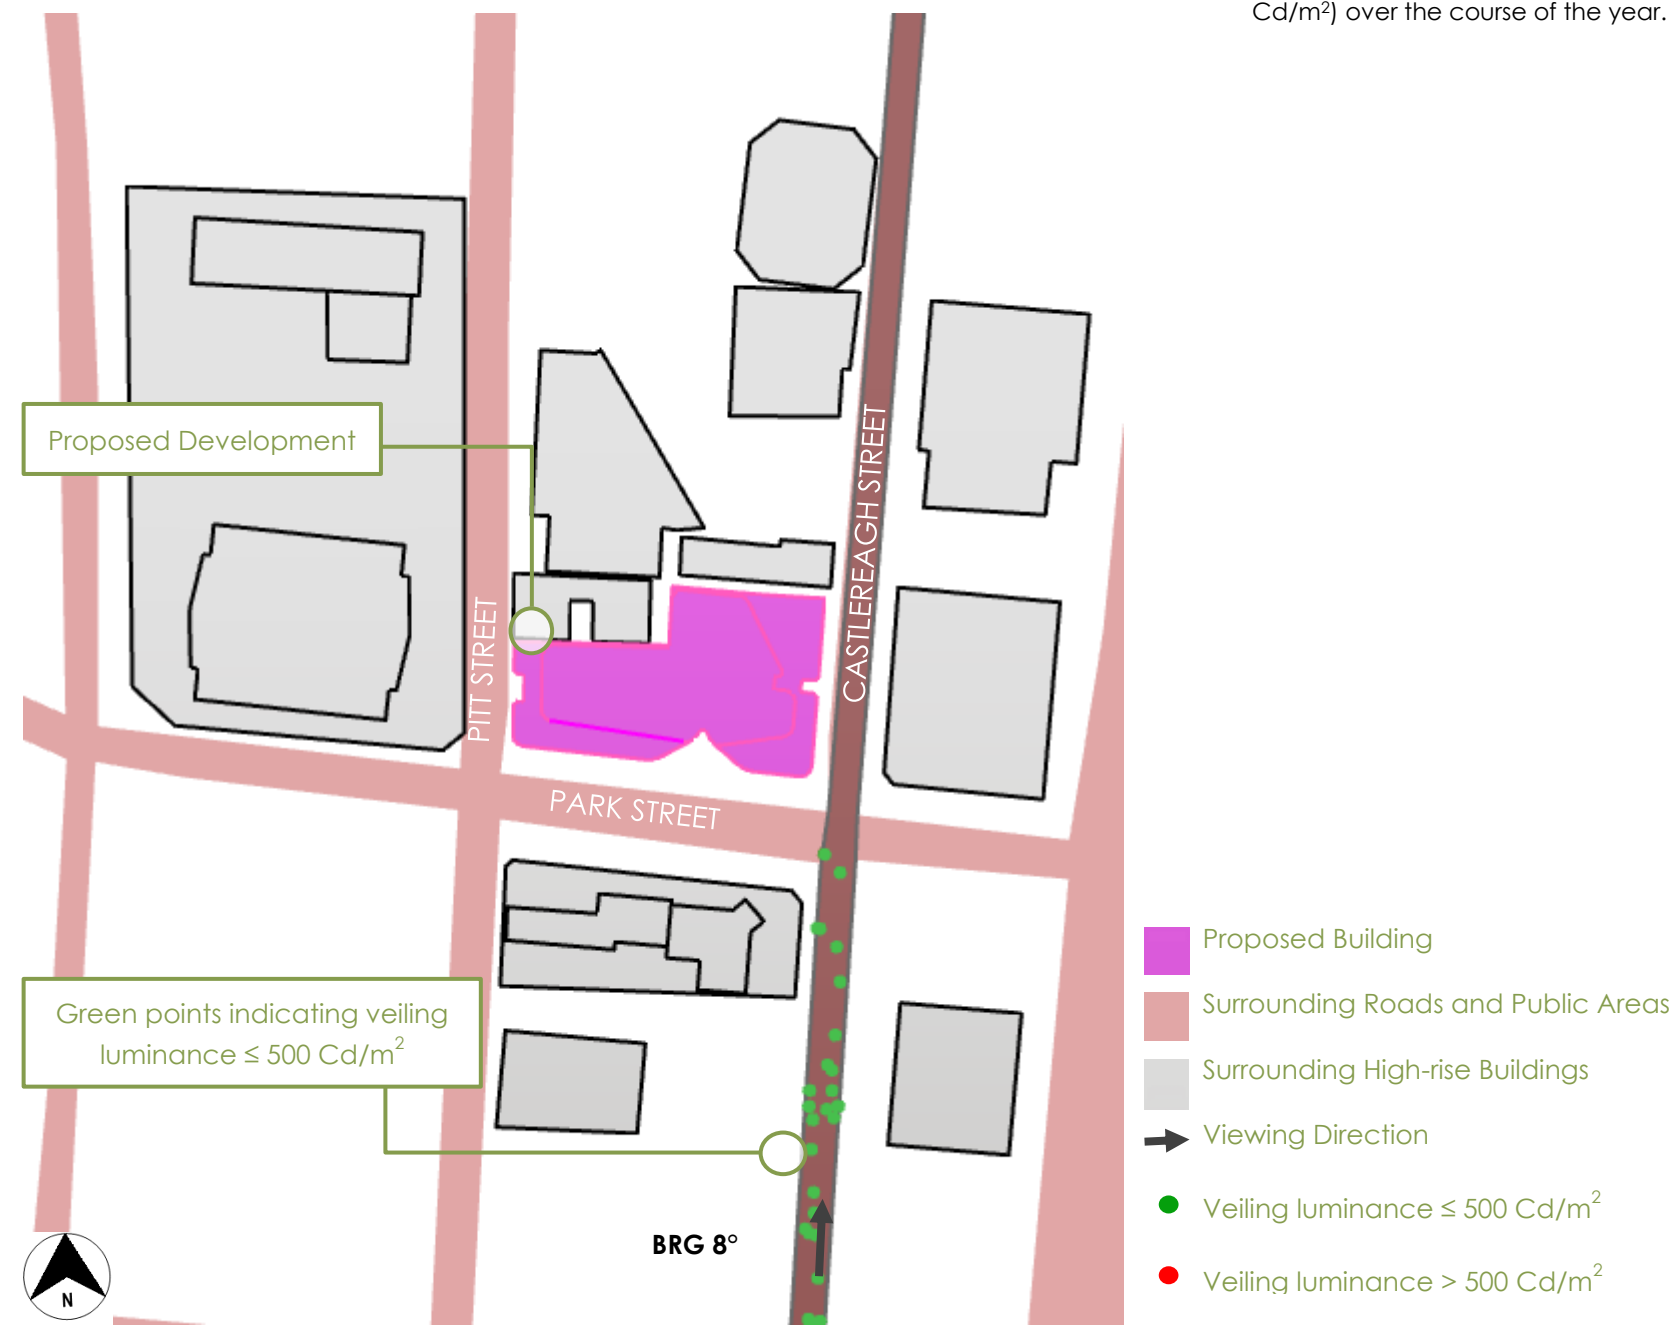 Cd/m²) over the course of the year.
Proposed Development
CASTLEREAGH STREET
PITT STREET
PARK STREET
Green points indicating veiling
luminance ≤ 500 Cd/m²
BRG 8°
N
Proposed Building
Surrounding Roads and Public Areas
Surrounding High-rise Buildings
Viewing Direction
Veiling luminance ≤ 500 Cd/m²
Veiling luminance > 500 Cd/m²